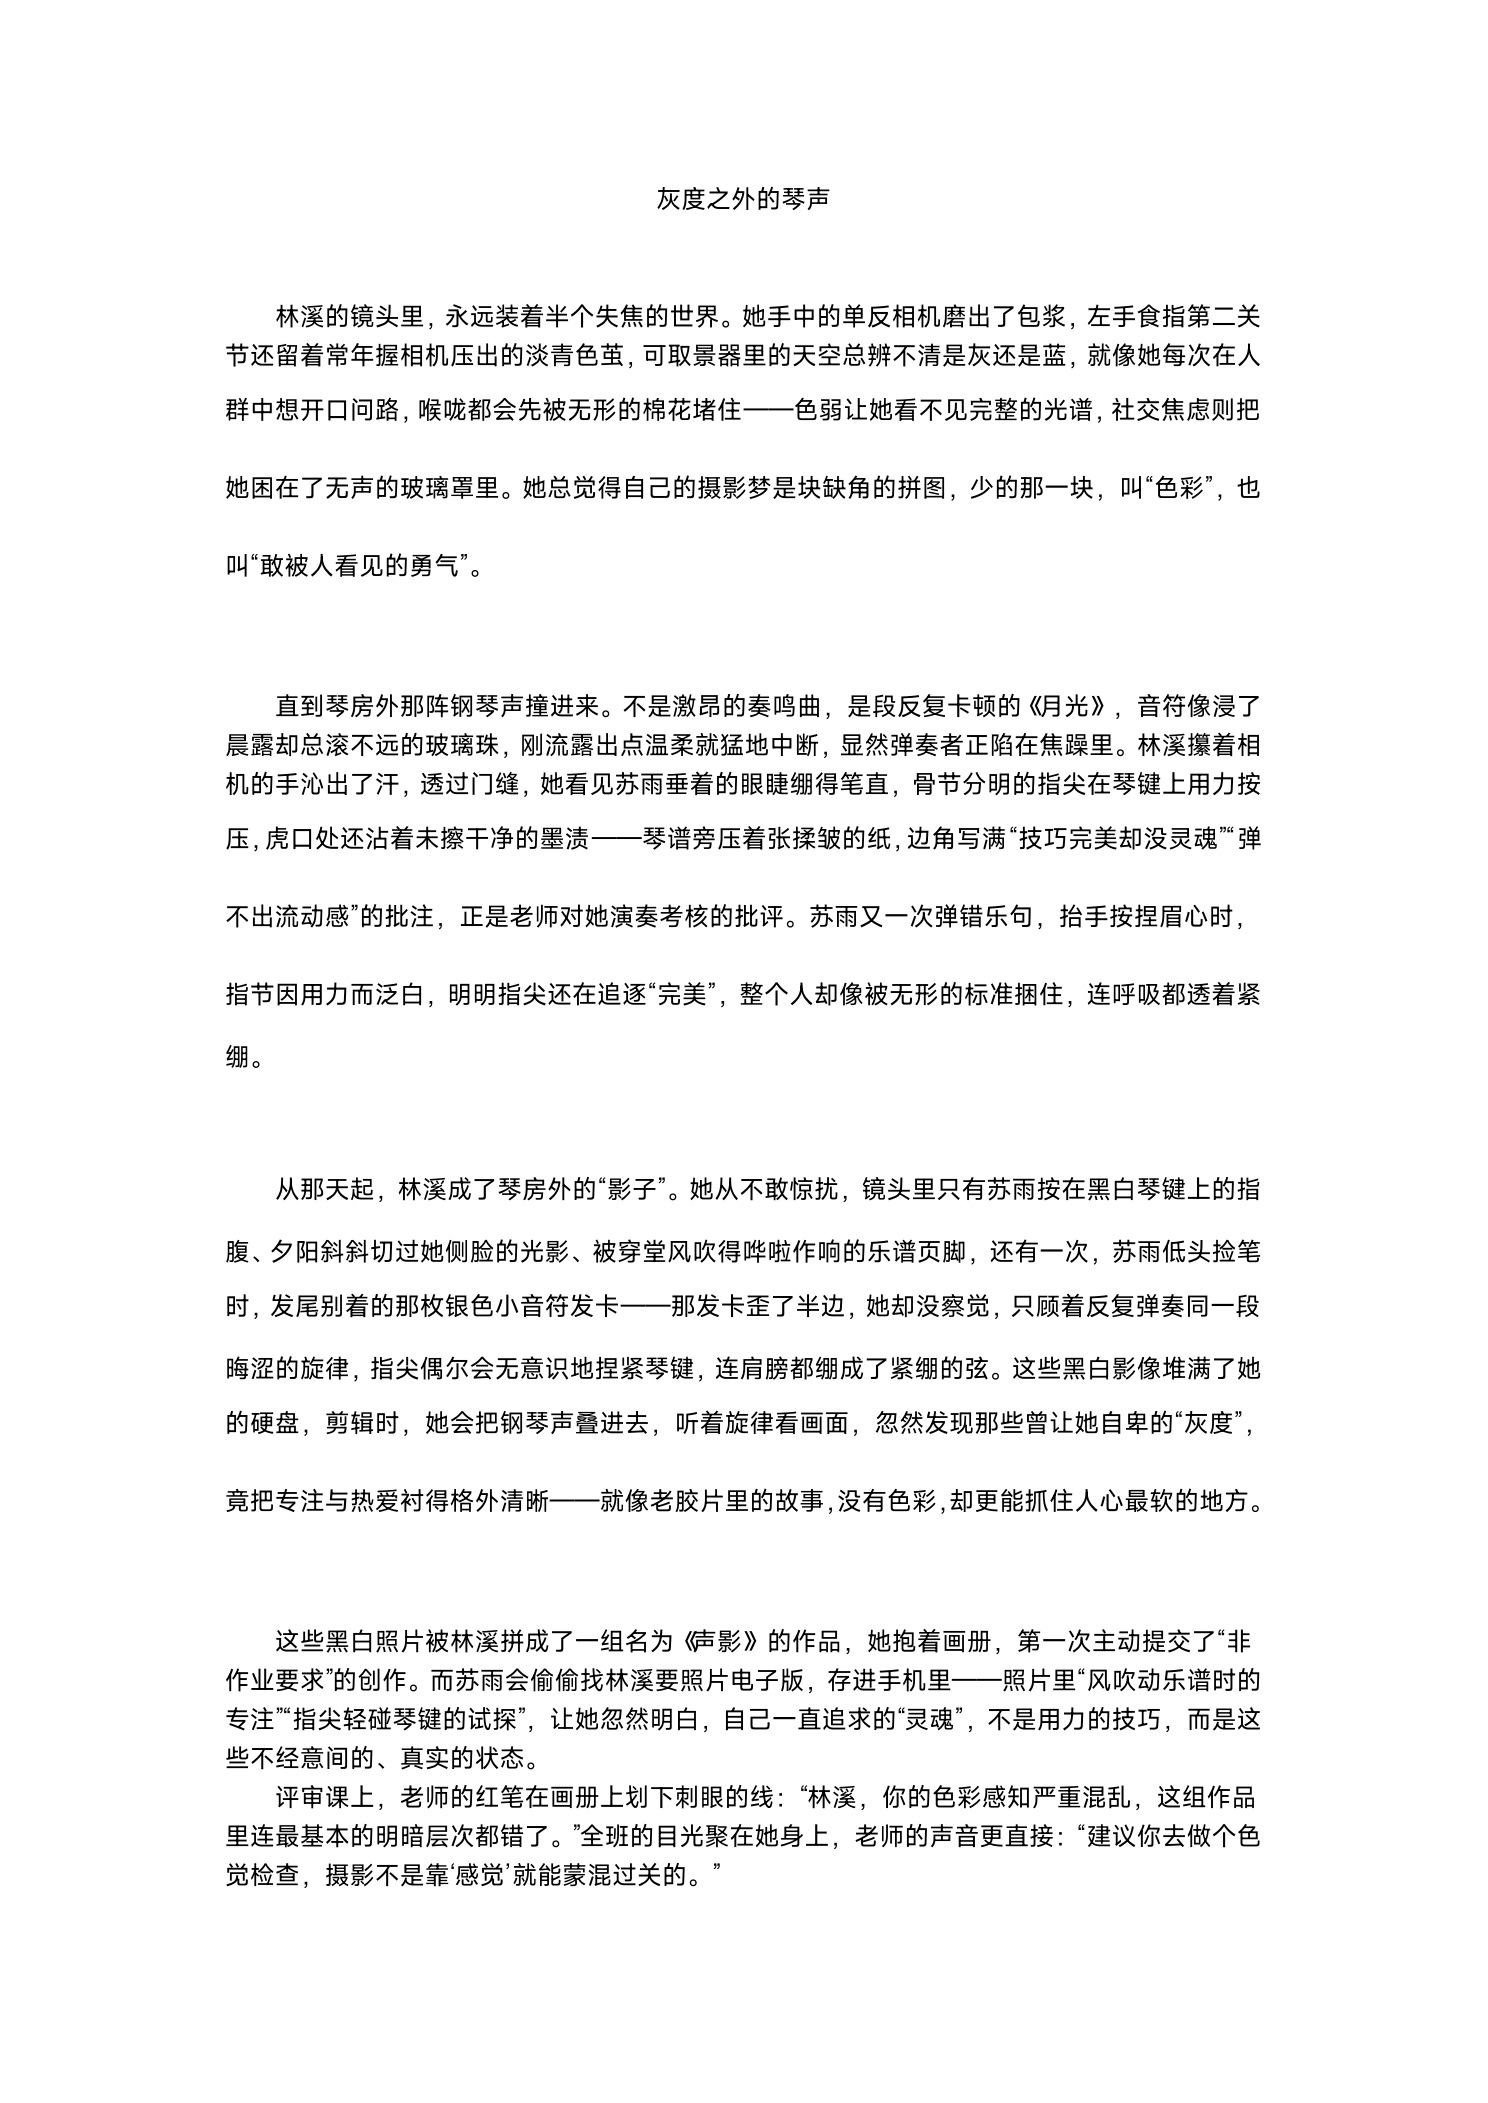 灰度之外的琴声
林溪的镜头里，永远装着半个失焦的世界。她手中的单反相机磨出了包浆，左手食指第二关
节还留着常年握相机压出的淡青色茧，可取景器里的天空总辨不清是灰还是蓝，就像她每次在人
群中想开口问路，喉咙都会先被无形的棉花堵住——色弱让她看不见完整的光谱，社交焦虑则把
她困在了无声的玻璃罩里。她总觉得自己的摄影梦是块缺角的拼图，少的那一块，叫“色彩”，也
叫“敢被人看见的勇气”。
直到琴房外那阵钢琴声撞进来。不是激昂的奏鸣曲，是段反复卡顿的《月光》，音符像浸了
晨露却总滚不远的玻璃珠，刚流露出点温柔就猛地中断，显然弹奏者正陷在焦躁里。林溪攥着相
机的手沁出了汗，透过门缝，她看见苏雨垂着的眼睫绷得笔直，骨节分明的指尖在琴键上用力按
压，虎口处还沾着未擦干净的墨渍——琴谱旁压着张揉皱的纸，边角写满“技巧完美却没灵魂”“弹
不出流动感”的批注，正是老师对她演奏考核的批评。苏雨又一次弹错乐句，抬手按捏眉心时，
指节因用力而泛白，明明指尖还在追逐“完美”，整个人却像被无形的标准捆住，连呼吸都透着紧
绷。
从那天起，林溪成了琴房外的“影子”。她从不敢惊扰，镜头里只有苏雨按在黑白琴键上的指
腹、夕阳斜斜切过她侧脸的光影、被穿堂风吹得哗啦作响的乐谱页脚，还有一次，苏雨低头捡笔
时，发尾别着的那枚银色小音符发卡——那发卡歪了半边，她却没察觉，只顾着反复弹奏同一段
晦涩的旋律，指尖偶尔会无意识地捏紧琴键，连肩膀都绷成了紧绷的弦。这些黑白影像堆满了她
的硬盘，剪辑时，她会把钢琴声叠进去，听着旋律看画面，忽然发现那些曾让她自卑的“灰度”，
竟把专注与热爱衬得格外清晰——就像老胶片里的故事，没有色彩，却更能抓住人心最软的地方。
这些黑白照片被林溪拼成了一组名为《声影》的作品，她抱着画册，第一次主动提交了“非
作业要求”的创作。而苏雨会偷偷找林溪要照片电子版，存进手机里——照片里“风吹动乐谱时的
专注”“指尖轻碰琴键的试探”，让她忽然明白，自己一直追求的“灵魂”，不是用力的技巧，而是这
些不经意间的、真实的状态。
评审课上，老师的红笔在画册上划下刺眼的线：“林溪，你的色彩感知严重混乱，这组作品
里连最基本的明暗层次都错了。”全班的目光聚在她身上，老师的声音更直接：“建议你去做个色
觉检查，摄影不是靠‘感觉’就能蒙混过关的。”